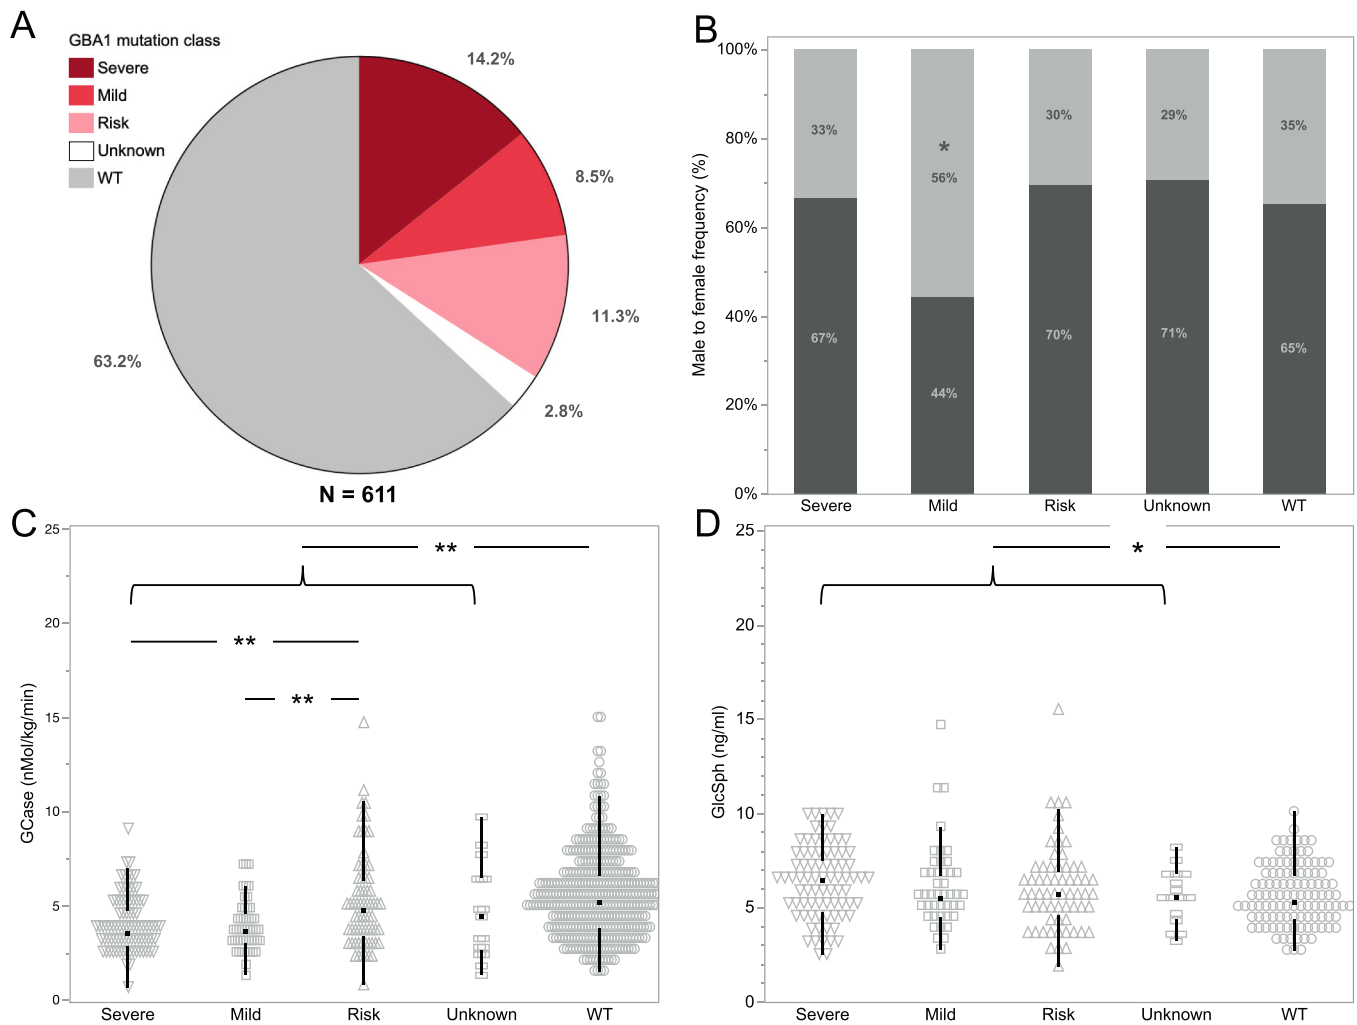 A
GBA1 mutation class
Severe
Mild
Risk
Unknown
WT
14.2%
8.5%
11.3%
2.8%
63.2%
N = 611
B
Male to female frequency (%)
100%
80%
60%
40%
20%
0%
33%
*
56%
30%
29%
35%
67%
44%
70%
71%
65%
Severe
Mild
Risk
Unknown
WT
C
GCase (nMol/kg/min)
25
20
15
10
5
0
**
**
**
Severe
Mild
Risk
Unknown
WT
D
GlcSph (ng/ml)
25
20
15
10
5
0
*
Severe
Mild
Risk
Unknown
WT